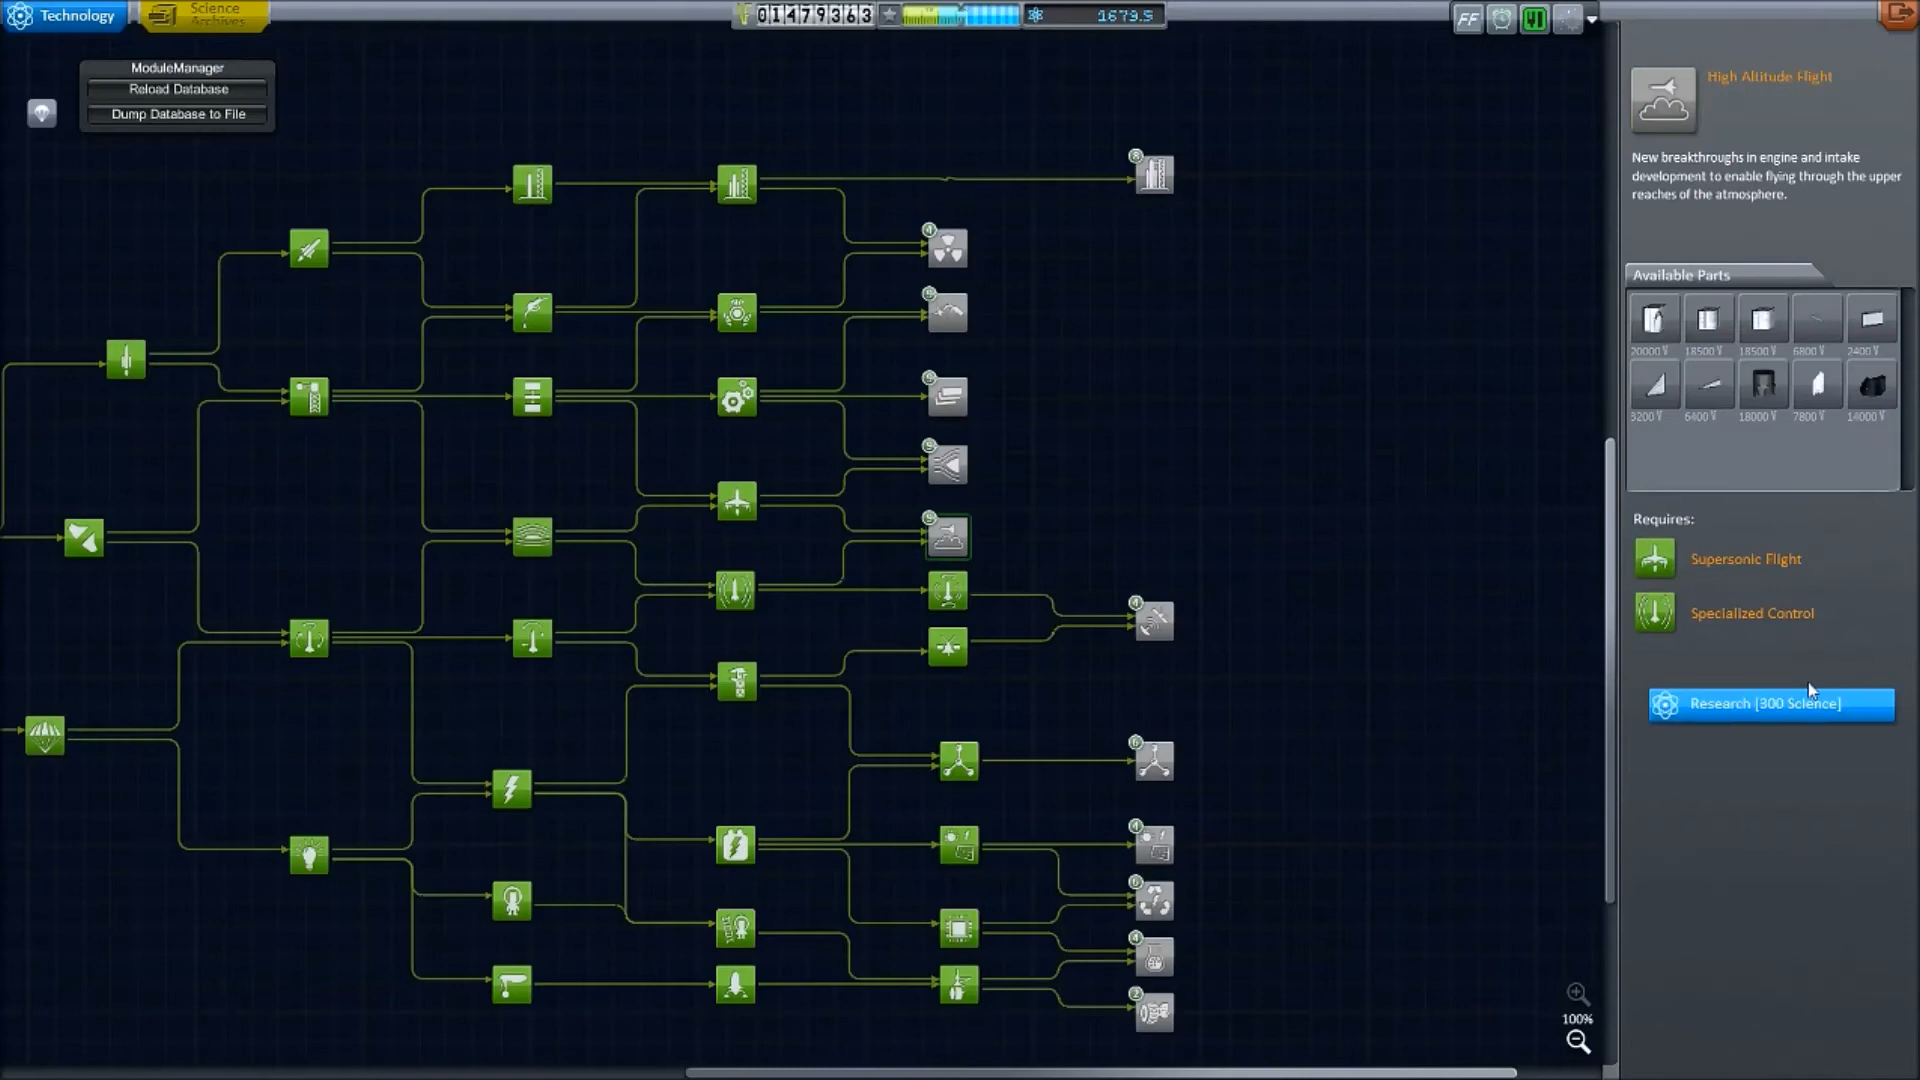 Technology
Science
Archives
01479363
1679.5
FF
ModuleManager
Reload Database
Dump Database to File
High Altitude Flight
New breakthroughs in engine and intake
development to enable flying through the upper
reaches of the atmosphere.
Available Parts
20000 18500 18500 6800 2400
3200 6400 18000 7800 14000
Requires:
Supersonic Flight
Specialized Control
Research [300 Science]
100%